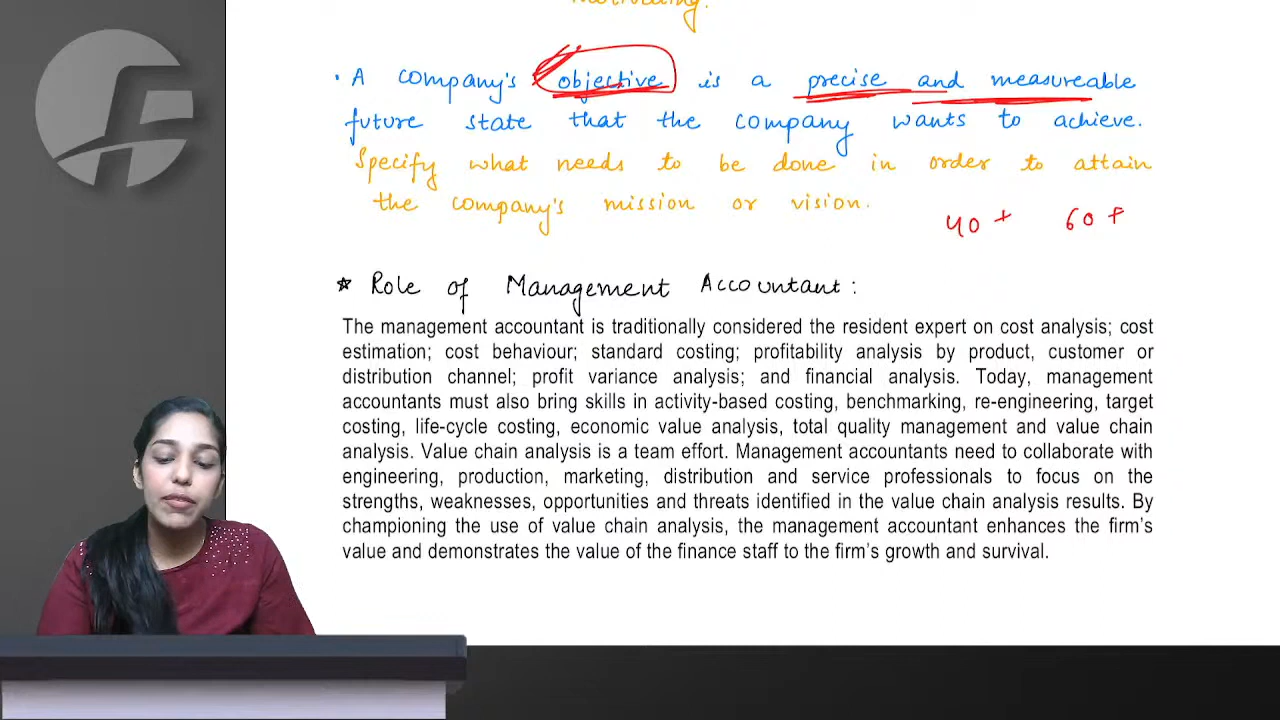 motivating.
· A company's objective is a precise and measureable
future state that the company wants to achieve.
Specify what needs to be done in order to attain
the company's mission or vision.
40 + 60 +
* Role of Management Accountant :
The management accountant is traditionally considered the resident expert on cost analysis; cost
estimation; cost behaviour; standard costing; profitability analysis by product, customer or
distribution channel; profit variance analysis; and financial analysis. Today, management
accountants must also bring skills in activity-based costing, benchmarking, re-engineering, target
costing, life-cycle costing, economic value analysis, total quality management and value chain
analysis. Value chain analysis is a team effort. Management accountants need to collaborate with
engineering, production, marketing, distribution and service professionals to focus on the
strengths, weaknesses, opportunities and threats identified in the value chain analysis results. By
championing the use of value chain analysis, the management accountant enhances the firm's
value and demonstrates the value of the finance staff to the firm's growth and survival.